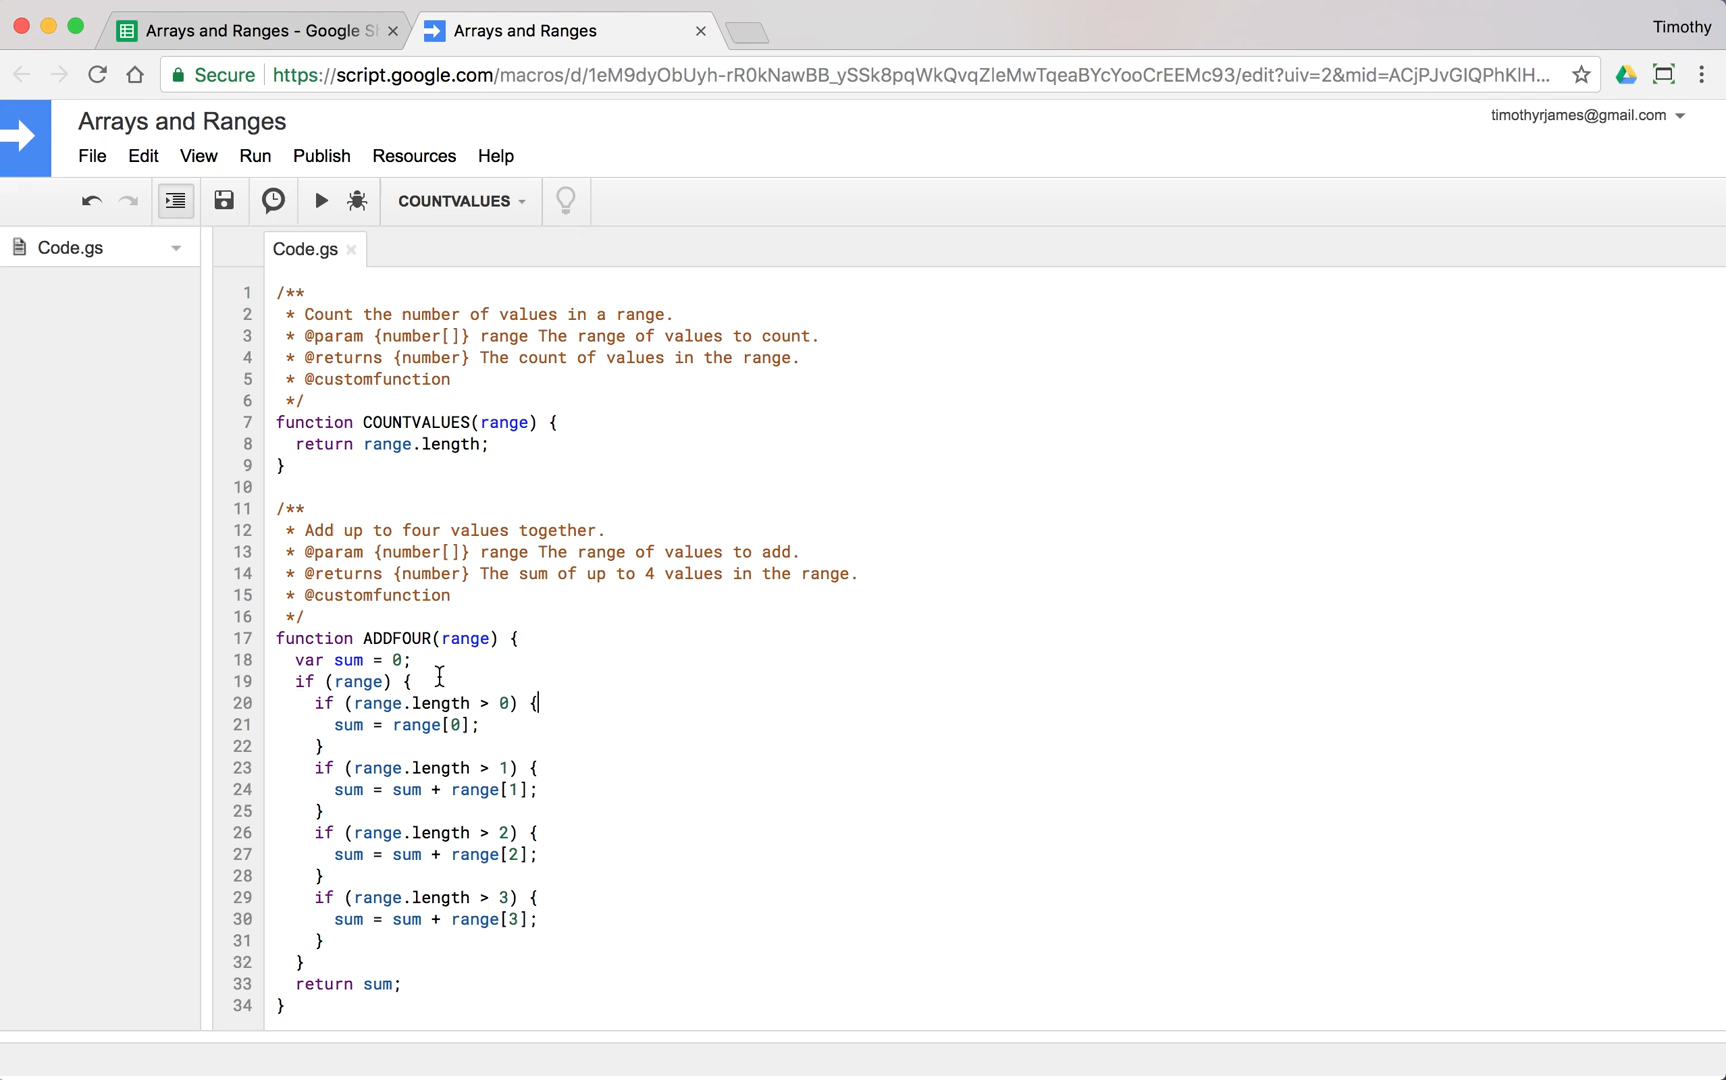 Arrays and Ranges - Google S
Arrays and Ranges
Timothy
Secure
https://script.google.com/macros/d/1eM9dyObUyh-rR0kNawBB_ySSk8pqWkQvqZleMwTqeaBYcYooCrEEMc93/edit?uiv=2&mid=ACjPJvGIQPhKlH...
Arrays and Ranges
timothyrjames@gmail.com
File Edit View Run Publish Resources Help
COUNTVALUES
Code.gs
Code.gs
1 /**
2 * Count the number of values in a range.
3 * @param {number[]} range The range of values to count.
4 * @returns {number} The count of values in the range.
5 * @customfunction
6 */
7 function COUNTVALUES(range) {
8 return range.length;
9 }
10
11 /**
12 * Add up to four values together.
13 * @param {number[]} range The range of values to add.
14 * @returns {number} The sum of up to 4 values in the range.
15 * @customfunction
16 */
17 function ADDFOUR(range) {
18 var sum = 0;
19 if (range) {
20 if (range.length > 0) {
21 sum = range[0];
22 }
23 if (range.length > 1) {
24 sum = sum + range[1];
25 }
26 if (range.length > 2) {
27 sum = sum + range[2];
28 }
29 if (range.length > 3) {
30 sum = sum + range[3];
31 }
32 }
33 return sum;
34 }